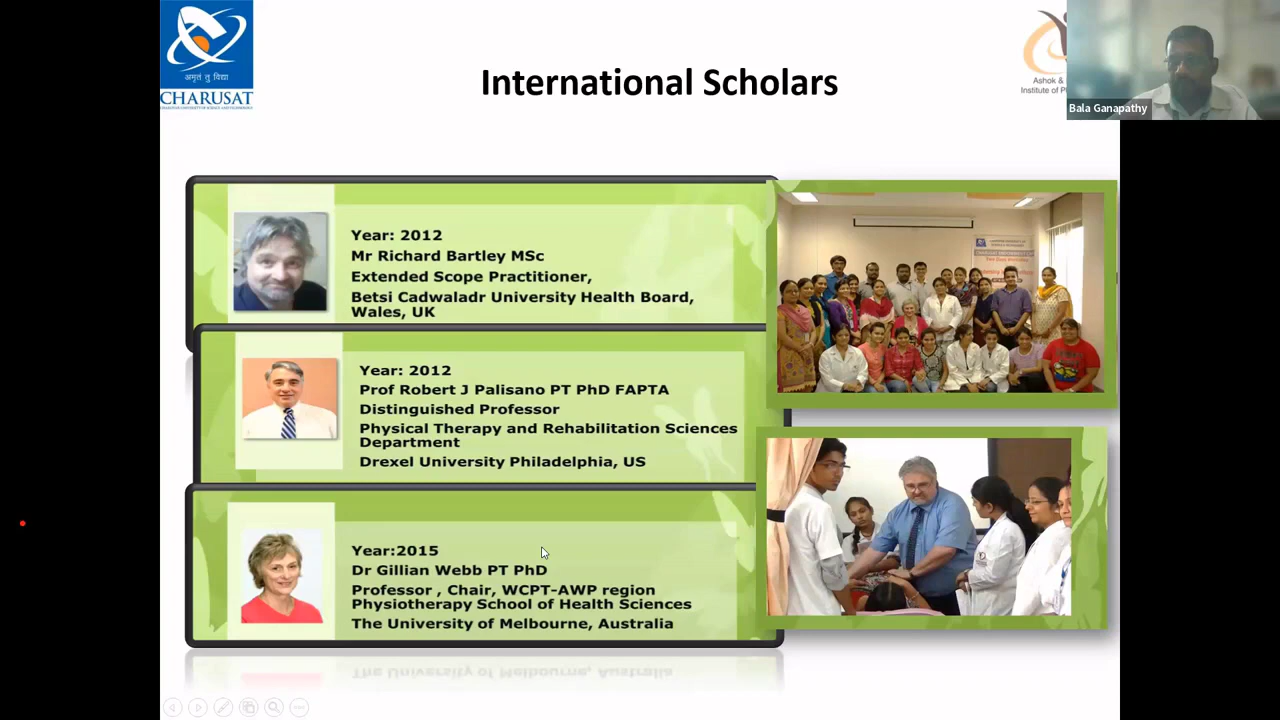 अमृतं तु विद्या
CHARUSAT
International Scholars
Ashok &
Institute of P
Bala Ganapathy
Year: 2012
Mr Richard Bartley MSc
Extended Scope Practitioner,
Betsi Cadwaladr University Health Board,
Wales, UK
Year: 2012
Prof Robert J Palisano PT PhD FAPTA
Distinguished Professor
Physical Therapy and Rehabilitation Sciences
Department
Drexel University Philadelphia, US
Year:2015
Dr Gillian Webb PT PhD
Professor , Chair, WCPT-AWP region
Physiotherapy School of Health Sciences
The University of Melbourne, Australia